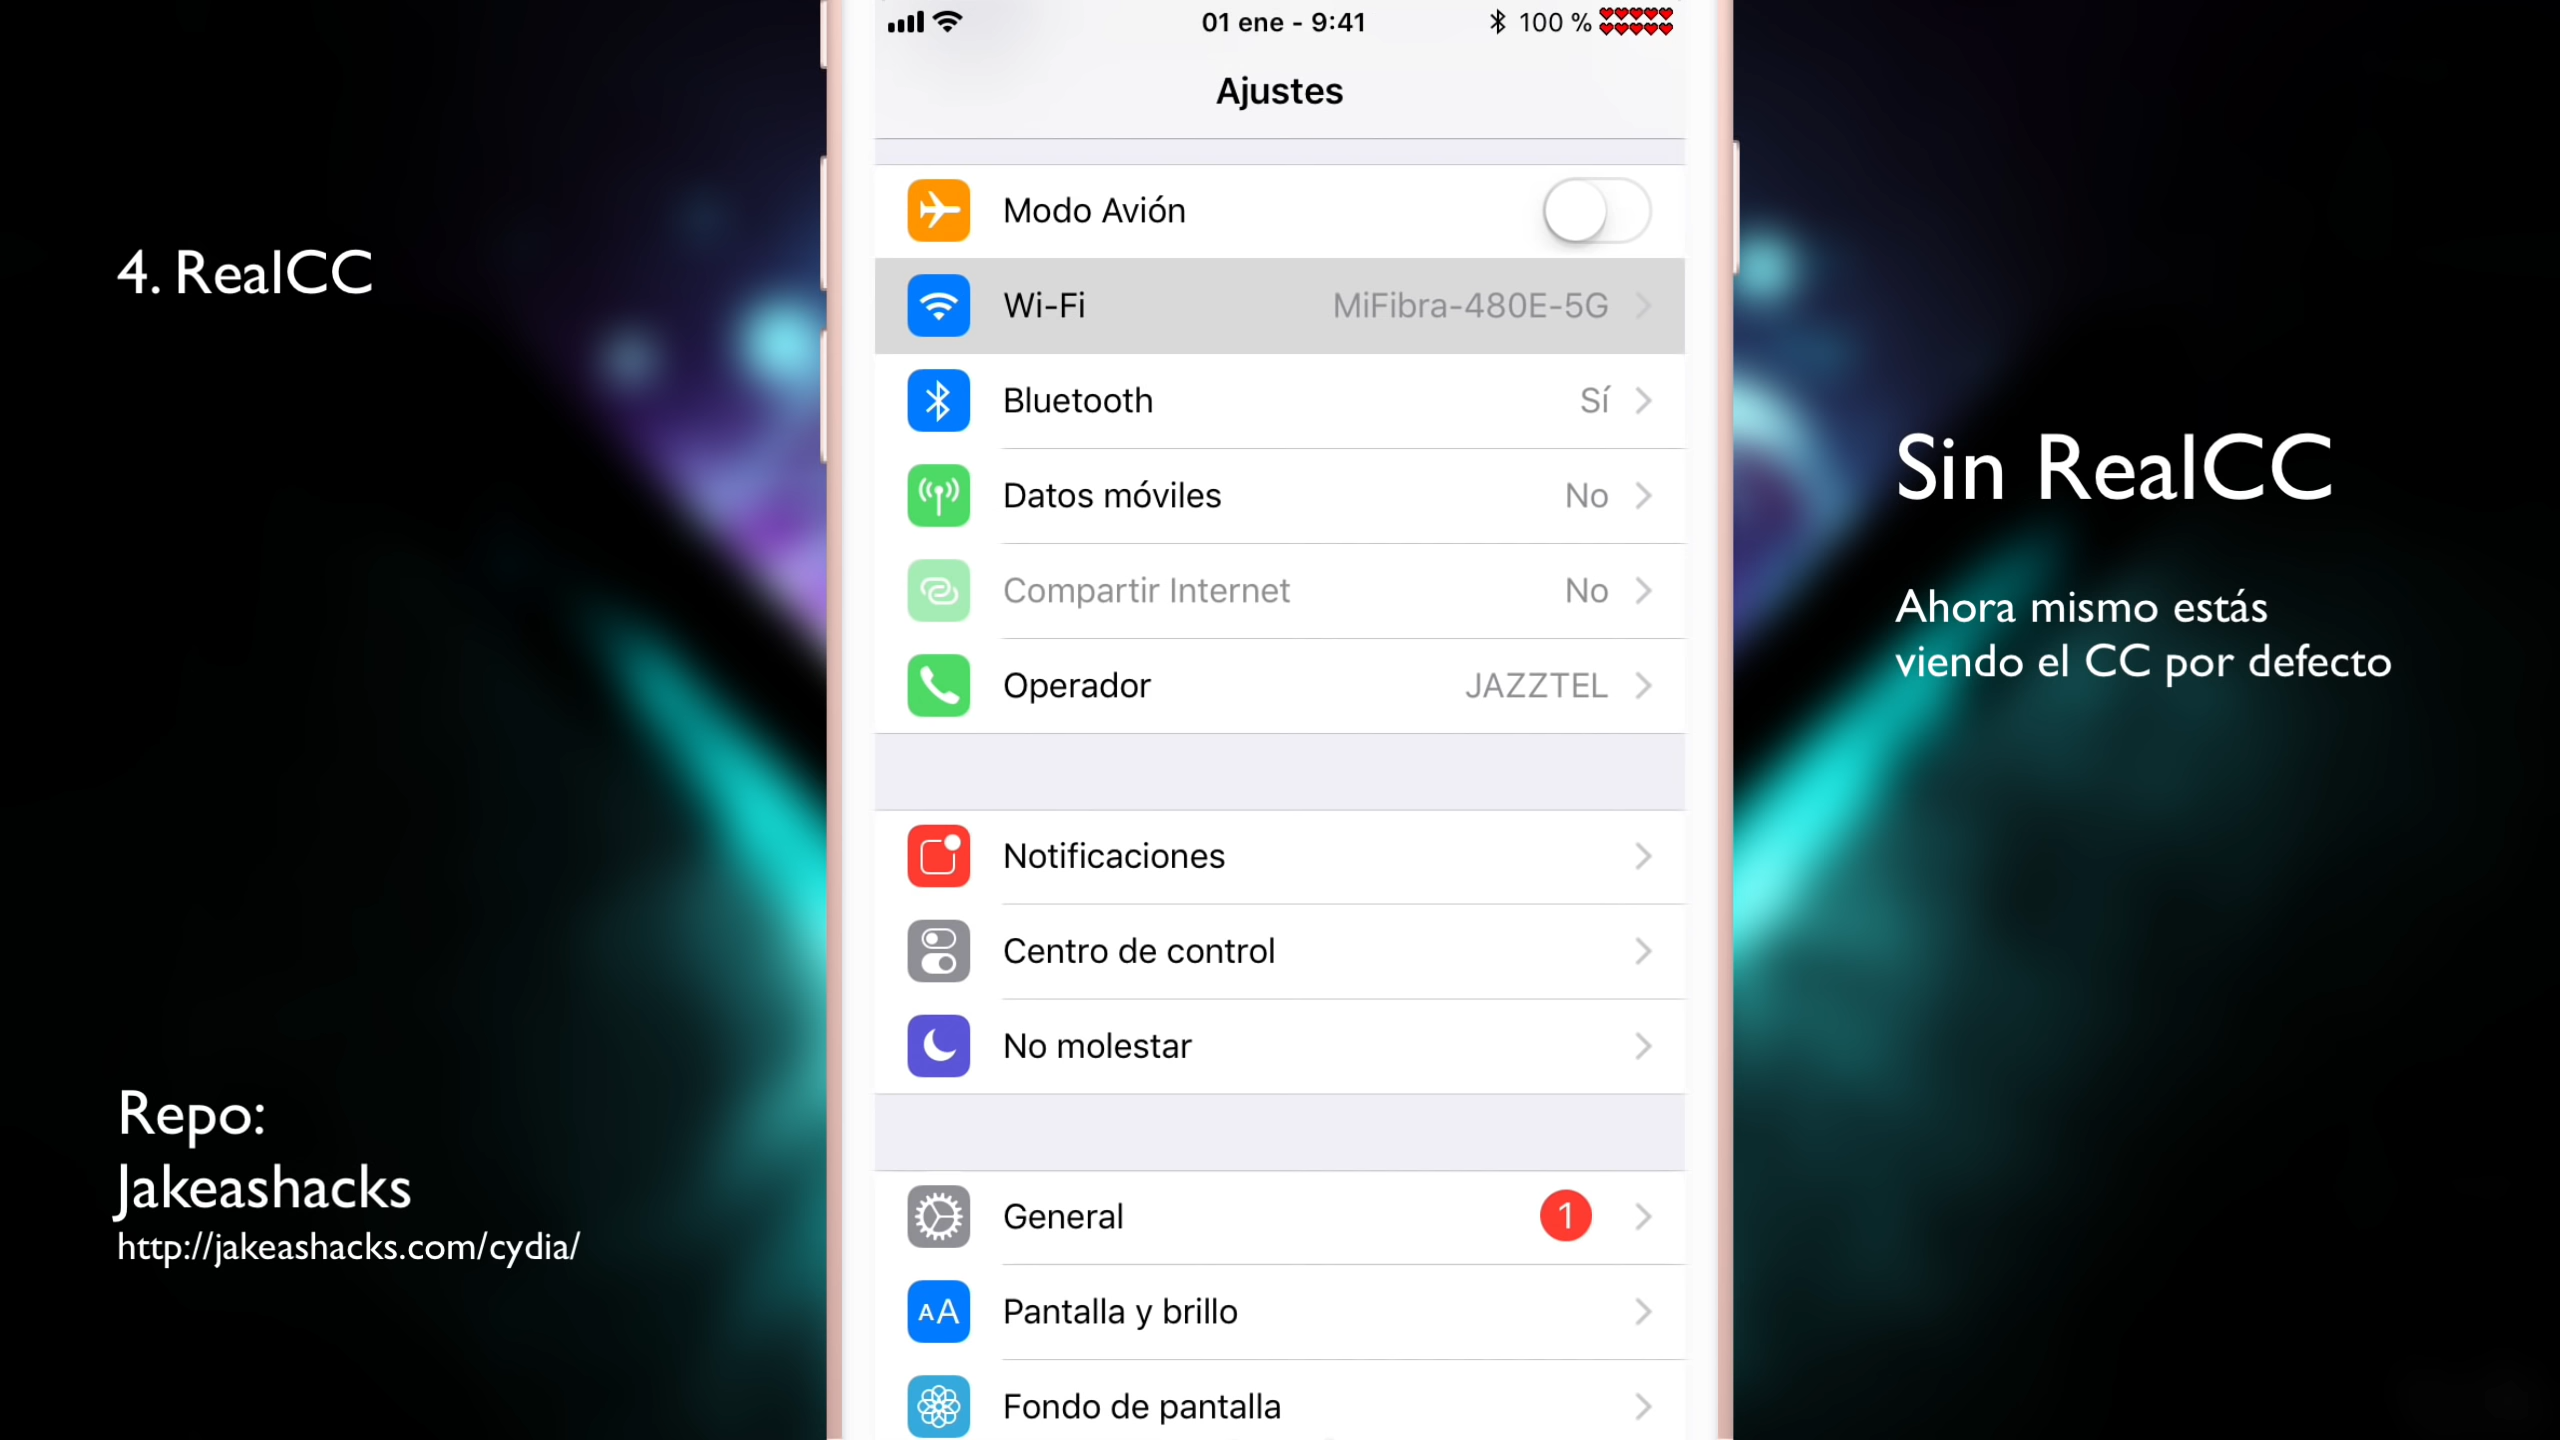 4. RealCC
Repo:
Jakeashacks
http://jakeashacks.com/cydia/
01 ene - 9:41
100 %
Ajustes
Modo Avión
Wi-Fi MiFibra-480E-5G
Bluetooth Sí
Datos móviles No
Compartir Internet No
Operador JAZZTEL
Notificaciones
Centro de control
No molestar
General 1
AA Pantalla y brillo
Fondo de pantalla
Sin RealCC
Ahora mismo estás
viendo el CC por defecto